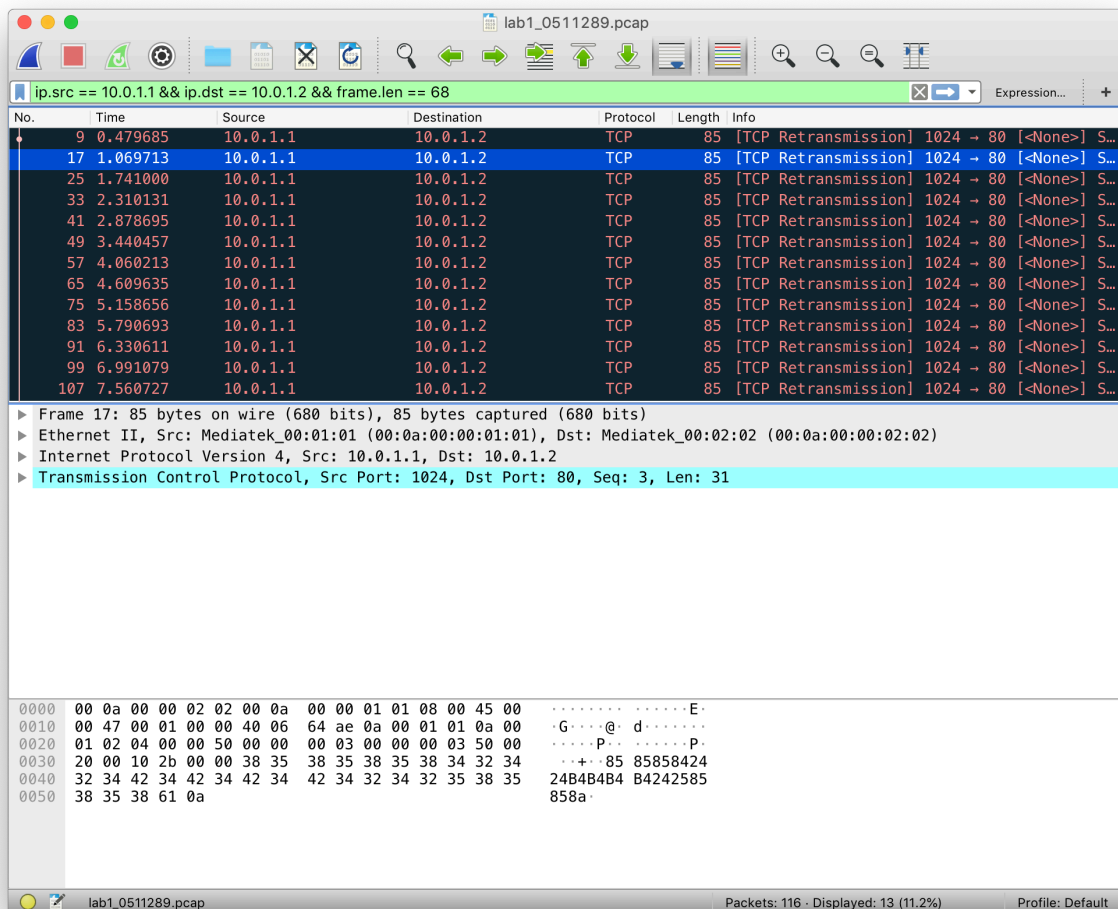 lab1_0511289.pcap
ip.src == 10.0.1.1 && ip.dst == 10.0.1.2 && frame.len == 68 Expression... +
No. Time Source Destination Protocol Length Info
9 0.479685 10.0.1.1 10.0.1.2 TCP 85 [TCP Retransmission] 1024 → 80 [<None>] S…
17 1.069713 10.0.1.1 10.0.1.2 TCP 85 [TCP Retransmission] 1024 → 80 [<None>] S…
25 1.741000 10.0.1.1 10.0.1.2 TCP 85 [TCP Retransmission] 1024 → 80 [<None>] S…
33 2.310131 10.0.1.1 10.0.1.2 TCP 85 [TCP Retransmission] 1024 → 80 [<None>] S…
41 2.878695 10.0.1.1 10.0.1.2 TCP 85 [TCP Retransmission] 1024 → 80 [<None>] S…
49 3.440457 10.0.1.1 10.0.1.2 TCP 85 [TCP Retransmission] 1024 → 80 [<None>] S…
57 4.060213 10.0.1.1 10.0.1.2 TCP 85 [TCP Retransmission] 1024 → 80 [<None>] S…
65 4.609635 10.0.1.1 10.0.1.2 TCP 85 [TCP Retransmission] 1024 → 80 [<None>] S…
75 5.158656 10.0.1.1 10.0.1.2 TCP 85 [TCP Retransmission] 1024 → 80 [<None>] S…
83 5.790693 10.0.1.1 10.0.1.2 TCP 85 [TCP Retransmission] 1024 → 80 [<None>] S…
91 6.330611 10.0.1.1 10.0.1.2 TCP 85 [TCP Retransmission] 1024 → 80 [<None>] S…
99 6.991079 10.0.1.1 10.0.1.2 TCP 85 [TCP Retransmission] 1024 → 80 [<None>] S…
107 7.560727 10.0.1.1 10.0.1.2 TCP 85 [TCP Retransmission] 1024 → 80 [<None>] S…
Frame 17: 85 bytes on wire (680 bits), 85 bytes captured (680 bits)
Ethernet II, Src: Mediatek_00:01:01 (00:0a:00:00:01:01), Dst: Mediatek_00:02:02 (00:0a:00:00:02:02)
Internet Protocol Version 4, Src: 10.0.1.1, Dst: 10.0.1.2
Transmission Control Protocol, Src Port: 1024, Dst Port: 80, Seq: 3, Len: 31
0000 00 0a 00 00 02 02 00 0a 00 00 01 01 08 00 45 00 ········ ······E·
0010 00 47 00 01 00 00 40 06 64 ae 0a 00 01 01 0a 00 ·G····@· d·······
0020 01 02 04 00 00 50 00 00 00 03 00 00 00 03 50 00 ·····P·· ······P·
0030 20 00 10 2b 00 00 38 35 38 35 38 35 38 34 32 34 ··+··85 85858424
0040 32 34 42 34 42 34 42 34 42 34 32 34 32 35 38 35 24B4B4B4 B4242585
0050 38 35 38 61 0a 858a·
lab1_0511289.pcap Packets: 116 · Displayed: 13 (11.2%) Profile: Default